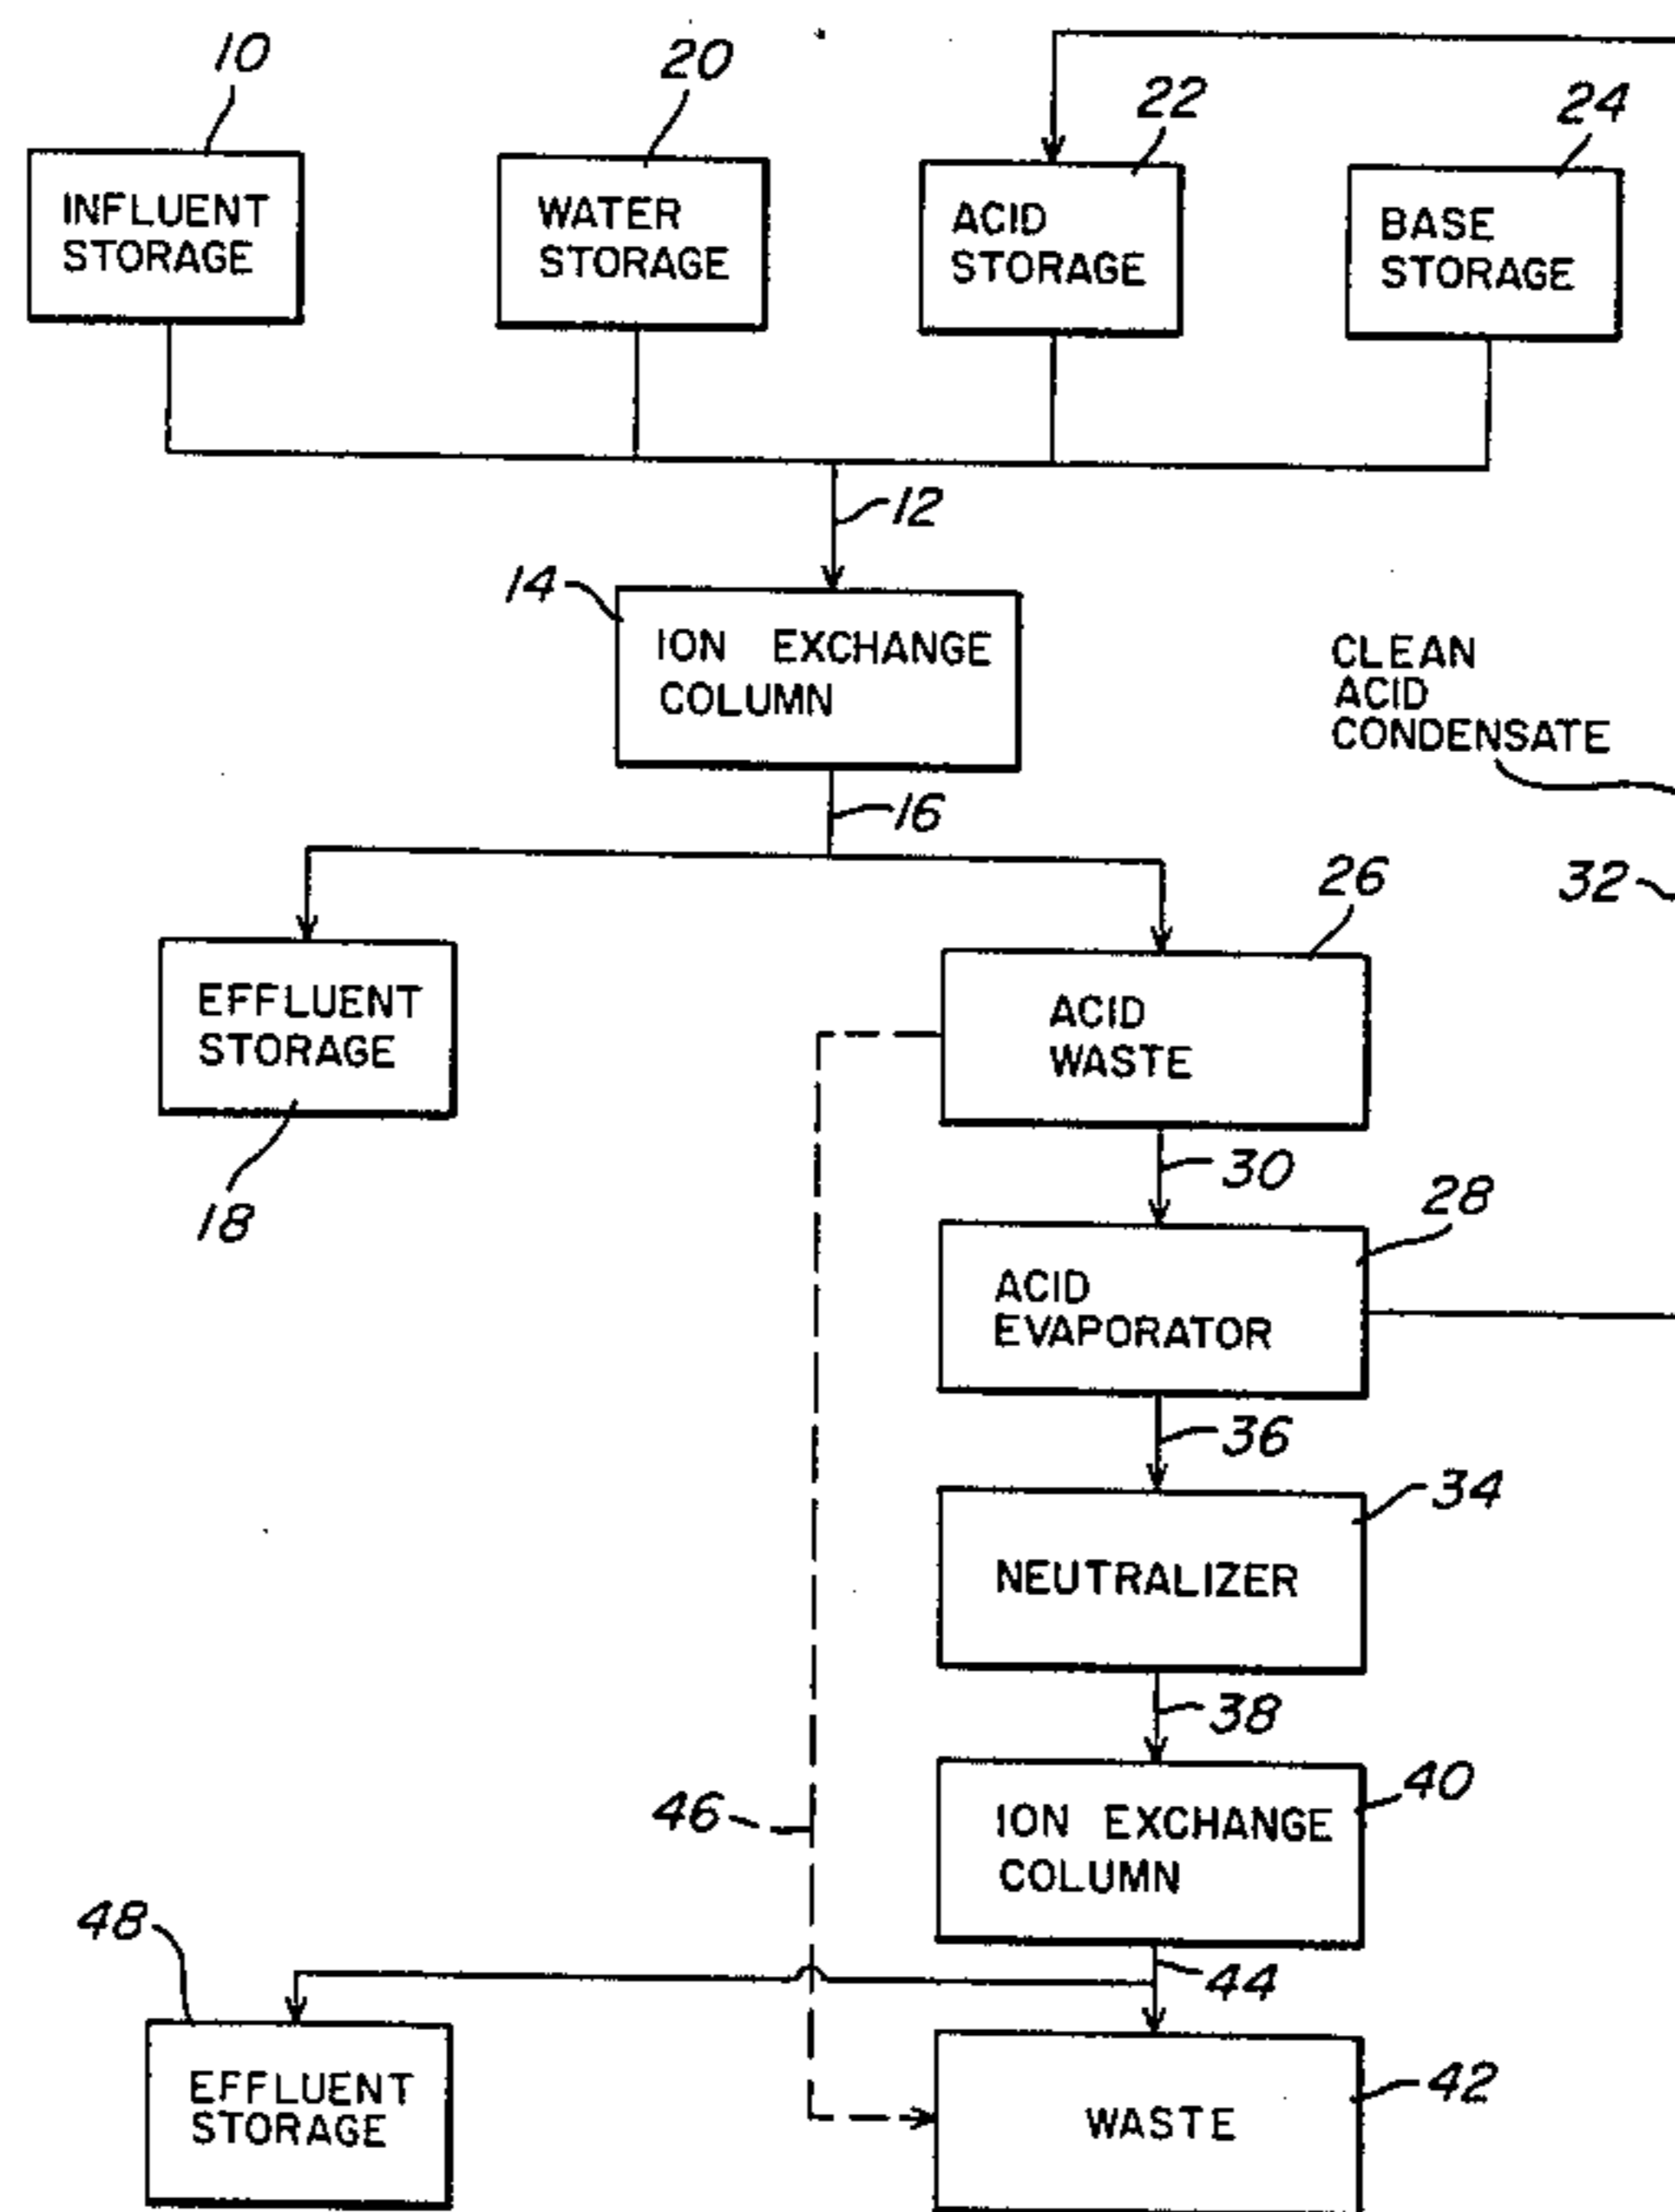 10
20
22
24
INFLUENT
STORAGE
WATER
STORAGE
ACID
STORAGE
BASE
STORAGE
12
14
ION EXCHANGE
COLUMN
CLEAN
ACID
CONDENSATE
16
26
32
EFFLUENT
STORAGE
ACID
WASTE
18
30
28
ACID
EVAPORATOR
36
34
NEUTRALIZER
38
40
46
ION EXCHANGE
COLUMN
48
44
EFFLUENT
STORAGE
42
WASTE